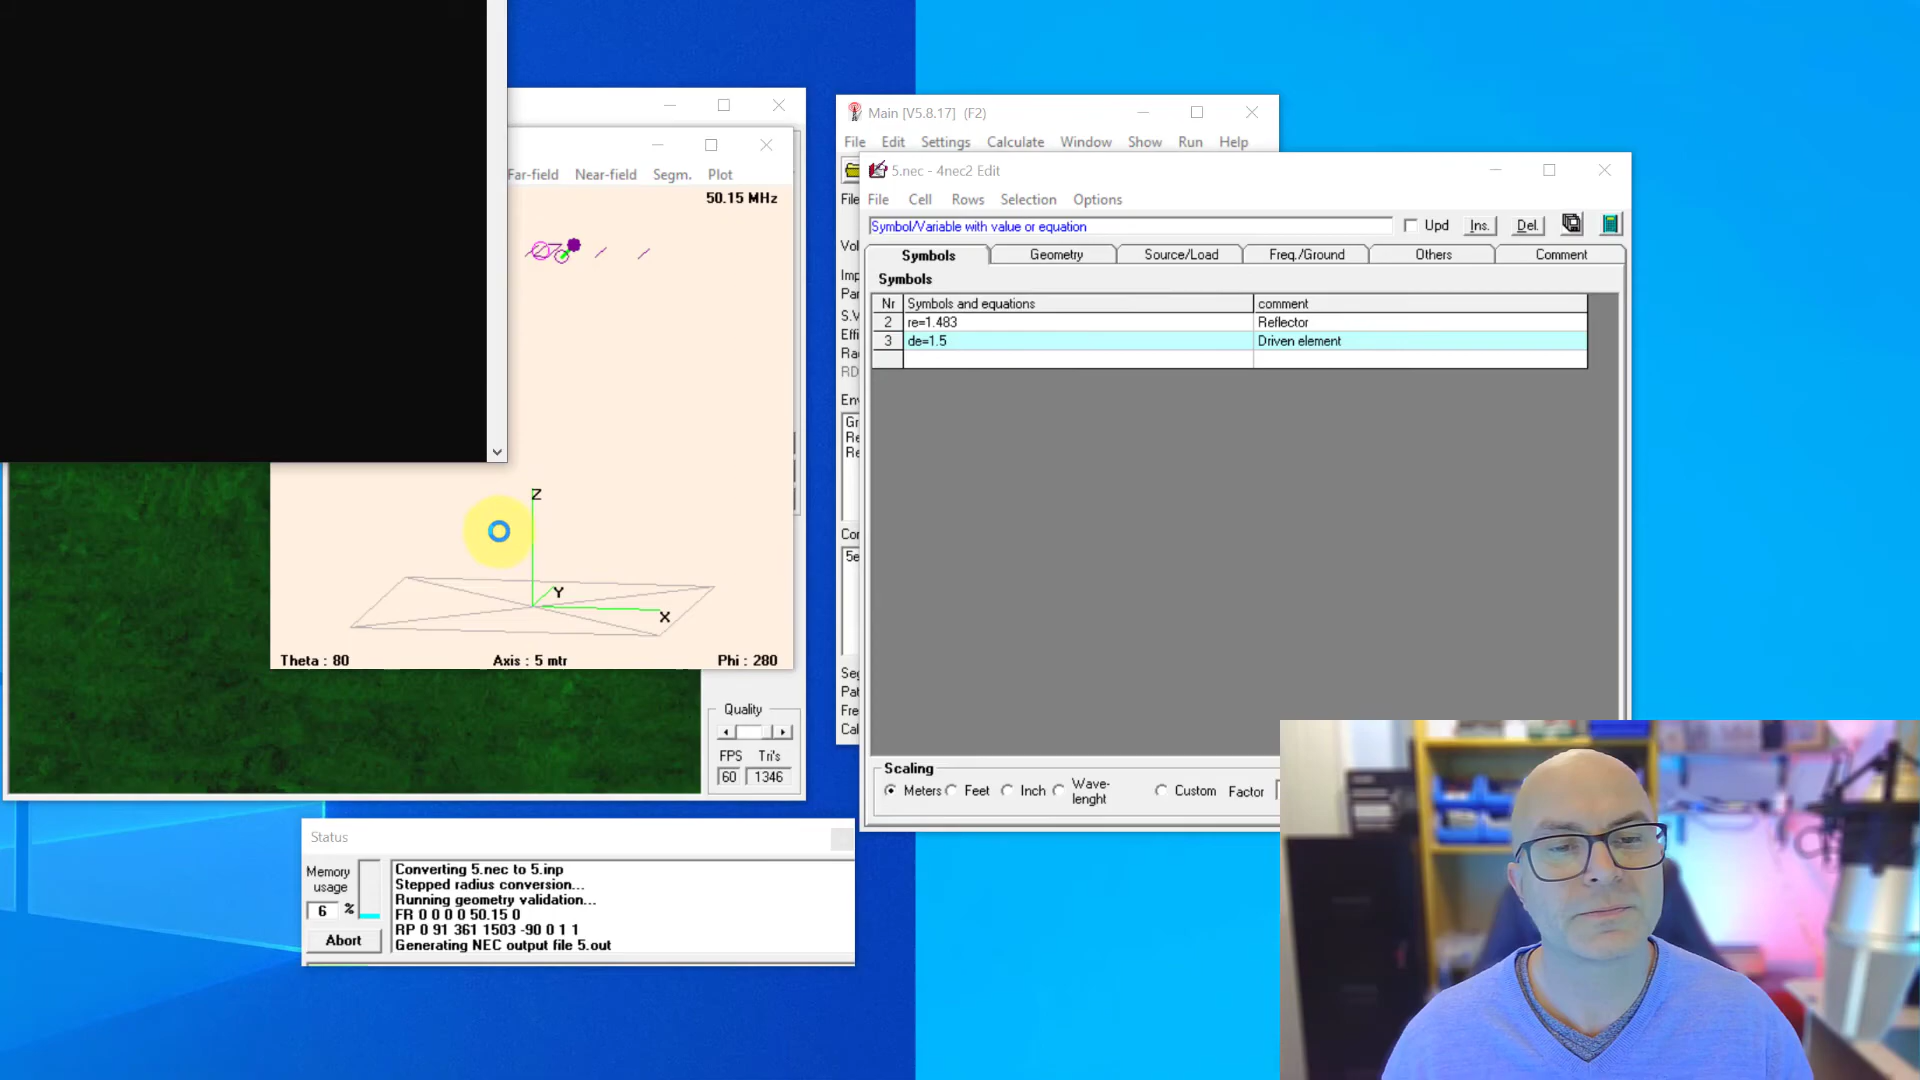 Far-field Near-field Segm. Plot
50.15 MHz
Z
Y
X
Theta : 80 Axis : 5 mtr Phi : 280
Quality
FPS Tri's
60 1346
Status
Memory
usage
6 %
Abort
Converting 5.nec to 5.inp
Stepped radius conversion...
Running geometry validation...
FR 0 0 0 0 50.15 0
RP 0 91 361 1503 -90 0 1 1
Generating NEC output file 5.out
Main [V5.8.17] (F2)
File Edit Settings Calculate Window Show Run Help
5.nec - 4nec2 Edit
File Cell Rows Selection Options
Symbol/Variable with value or equation
Upd Ins. Del.
Symbols Geometry Source/Load Freq./Ground Others Comment
Symbols
Nr Symbols and equations comment
2 re=1.483 Reflector
3 de=1.5 Driven element
Scaling
Meters Feet Inch Wave-
lenght Custom Factor